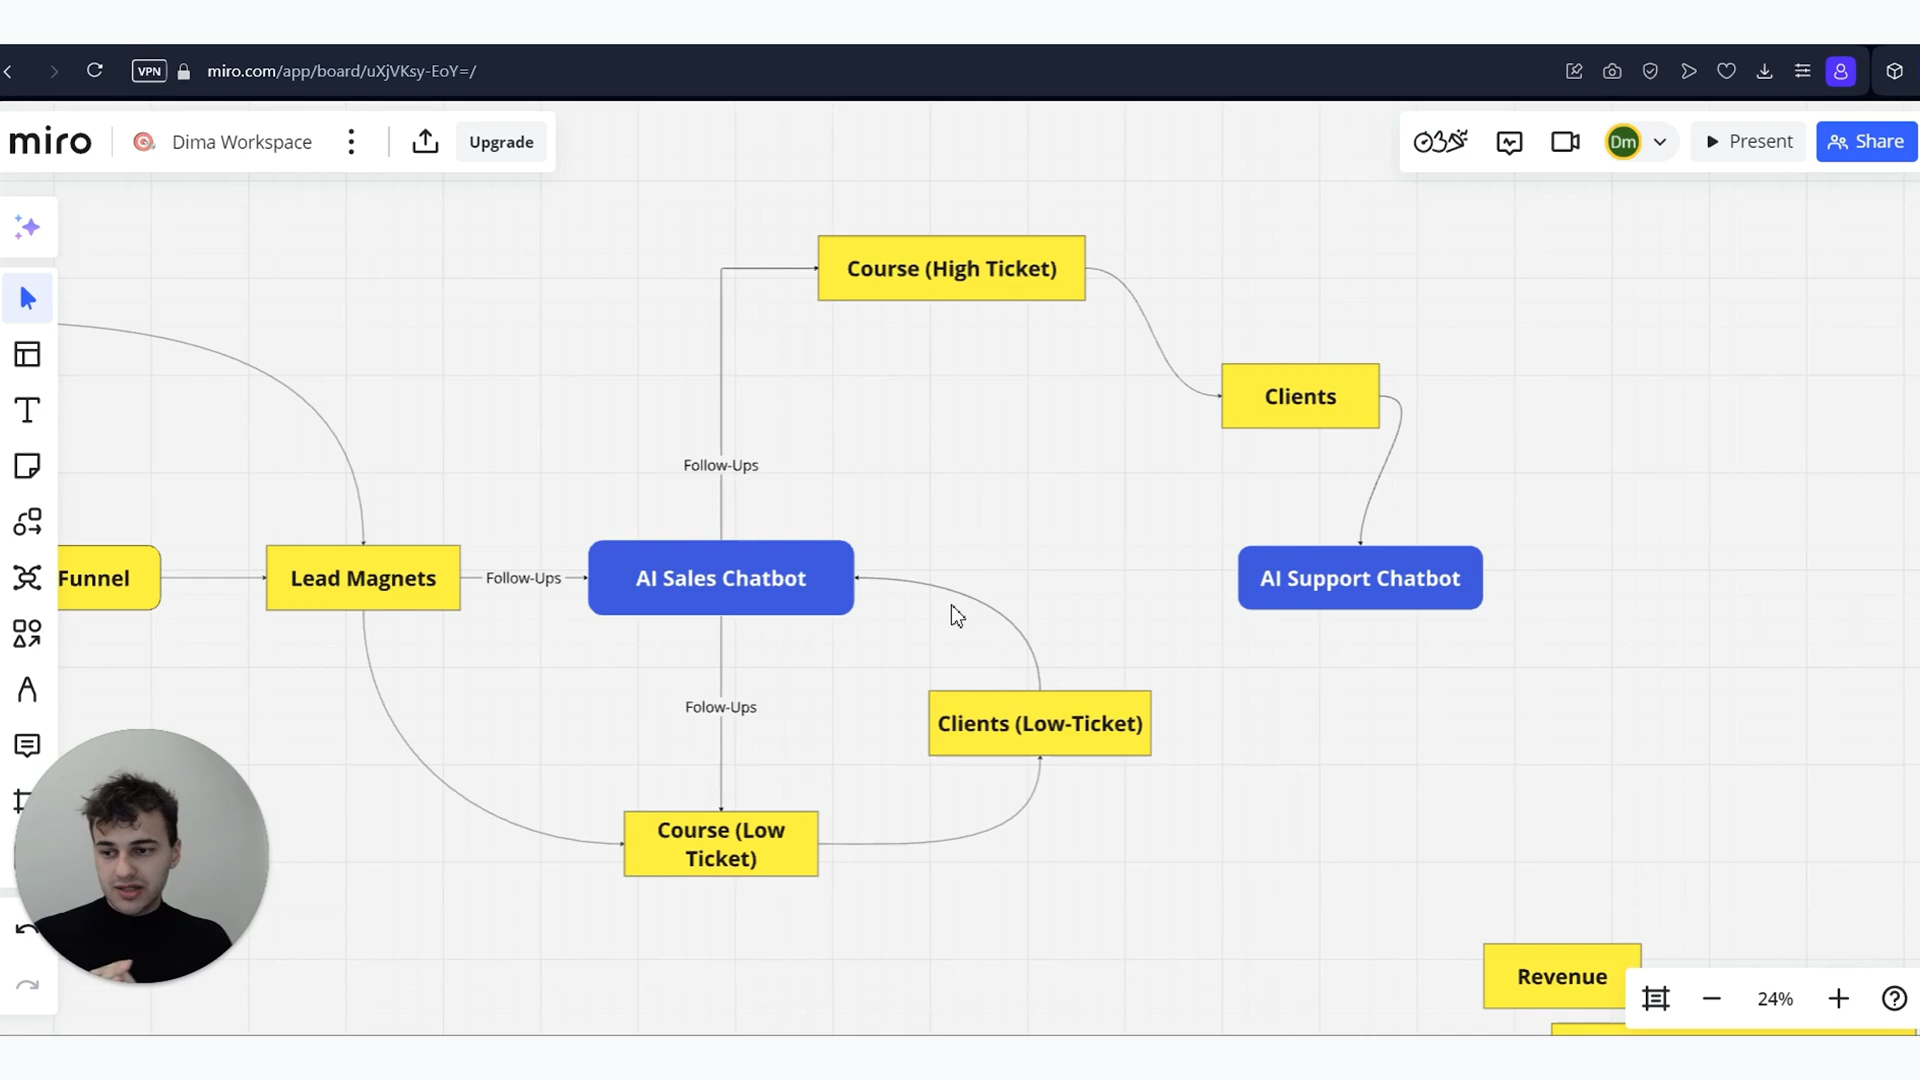 VPN
miro.com/app/board/uXjVKsy-EoY=/
miro
Dima Workspace
Upgrade
Dm
Present
Share
Course (High Ticket)
Clients
Follow-Ups
Funnel
Lead Magnets
Follow-Ups
AI Sales Chatbot
AI Support Chatbot
Folow-Ups
Clients (Low-Ticket)
Course (Low
Ticket)
Revenue
24%